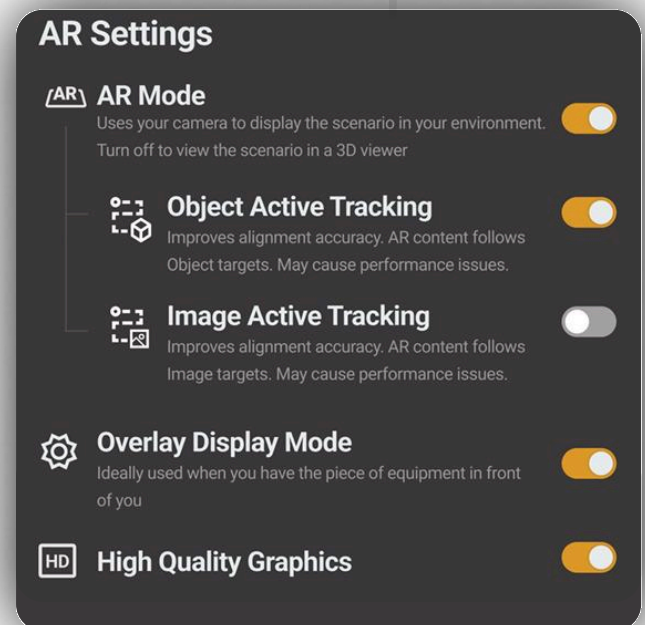 AR Settings
AR
AR Mode
Uses your camera to display the scenario in your environment.
Turn off to view the scenario in a 3D viewer
Object Active Tracking
Improves alignment accuracy. AR content follows
Object targets. May cause performance issues.
Image Active Tracking
Improves alignment accuracy. AR content follows
Image targets. May cause performance issues.
Overlay Display Mode
Ideally used when you have the piece of equipment in front
of you
HD
High Quality Graphics